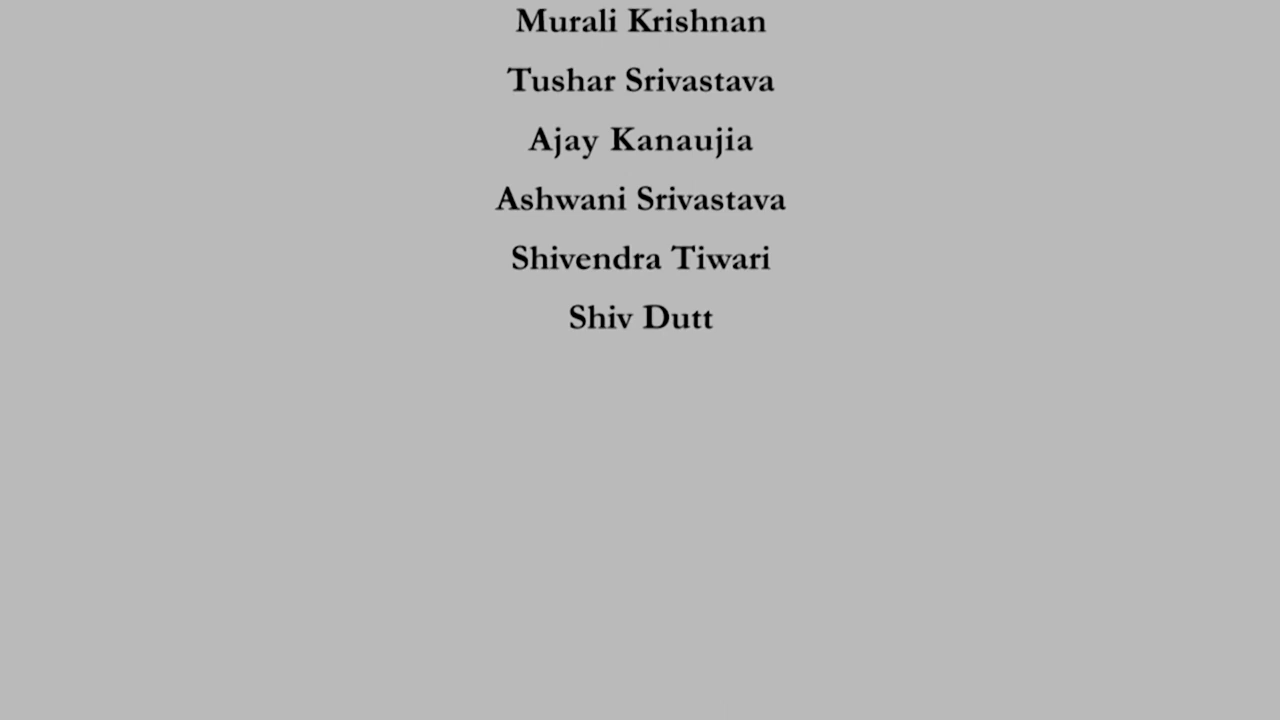 Murali Krishnan
Tushar Srivastava
Ajay Kanaujia
Ashwani Srivastava
Shivendra Tiwari
Shiv Dutt